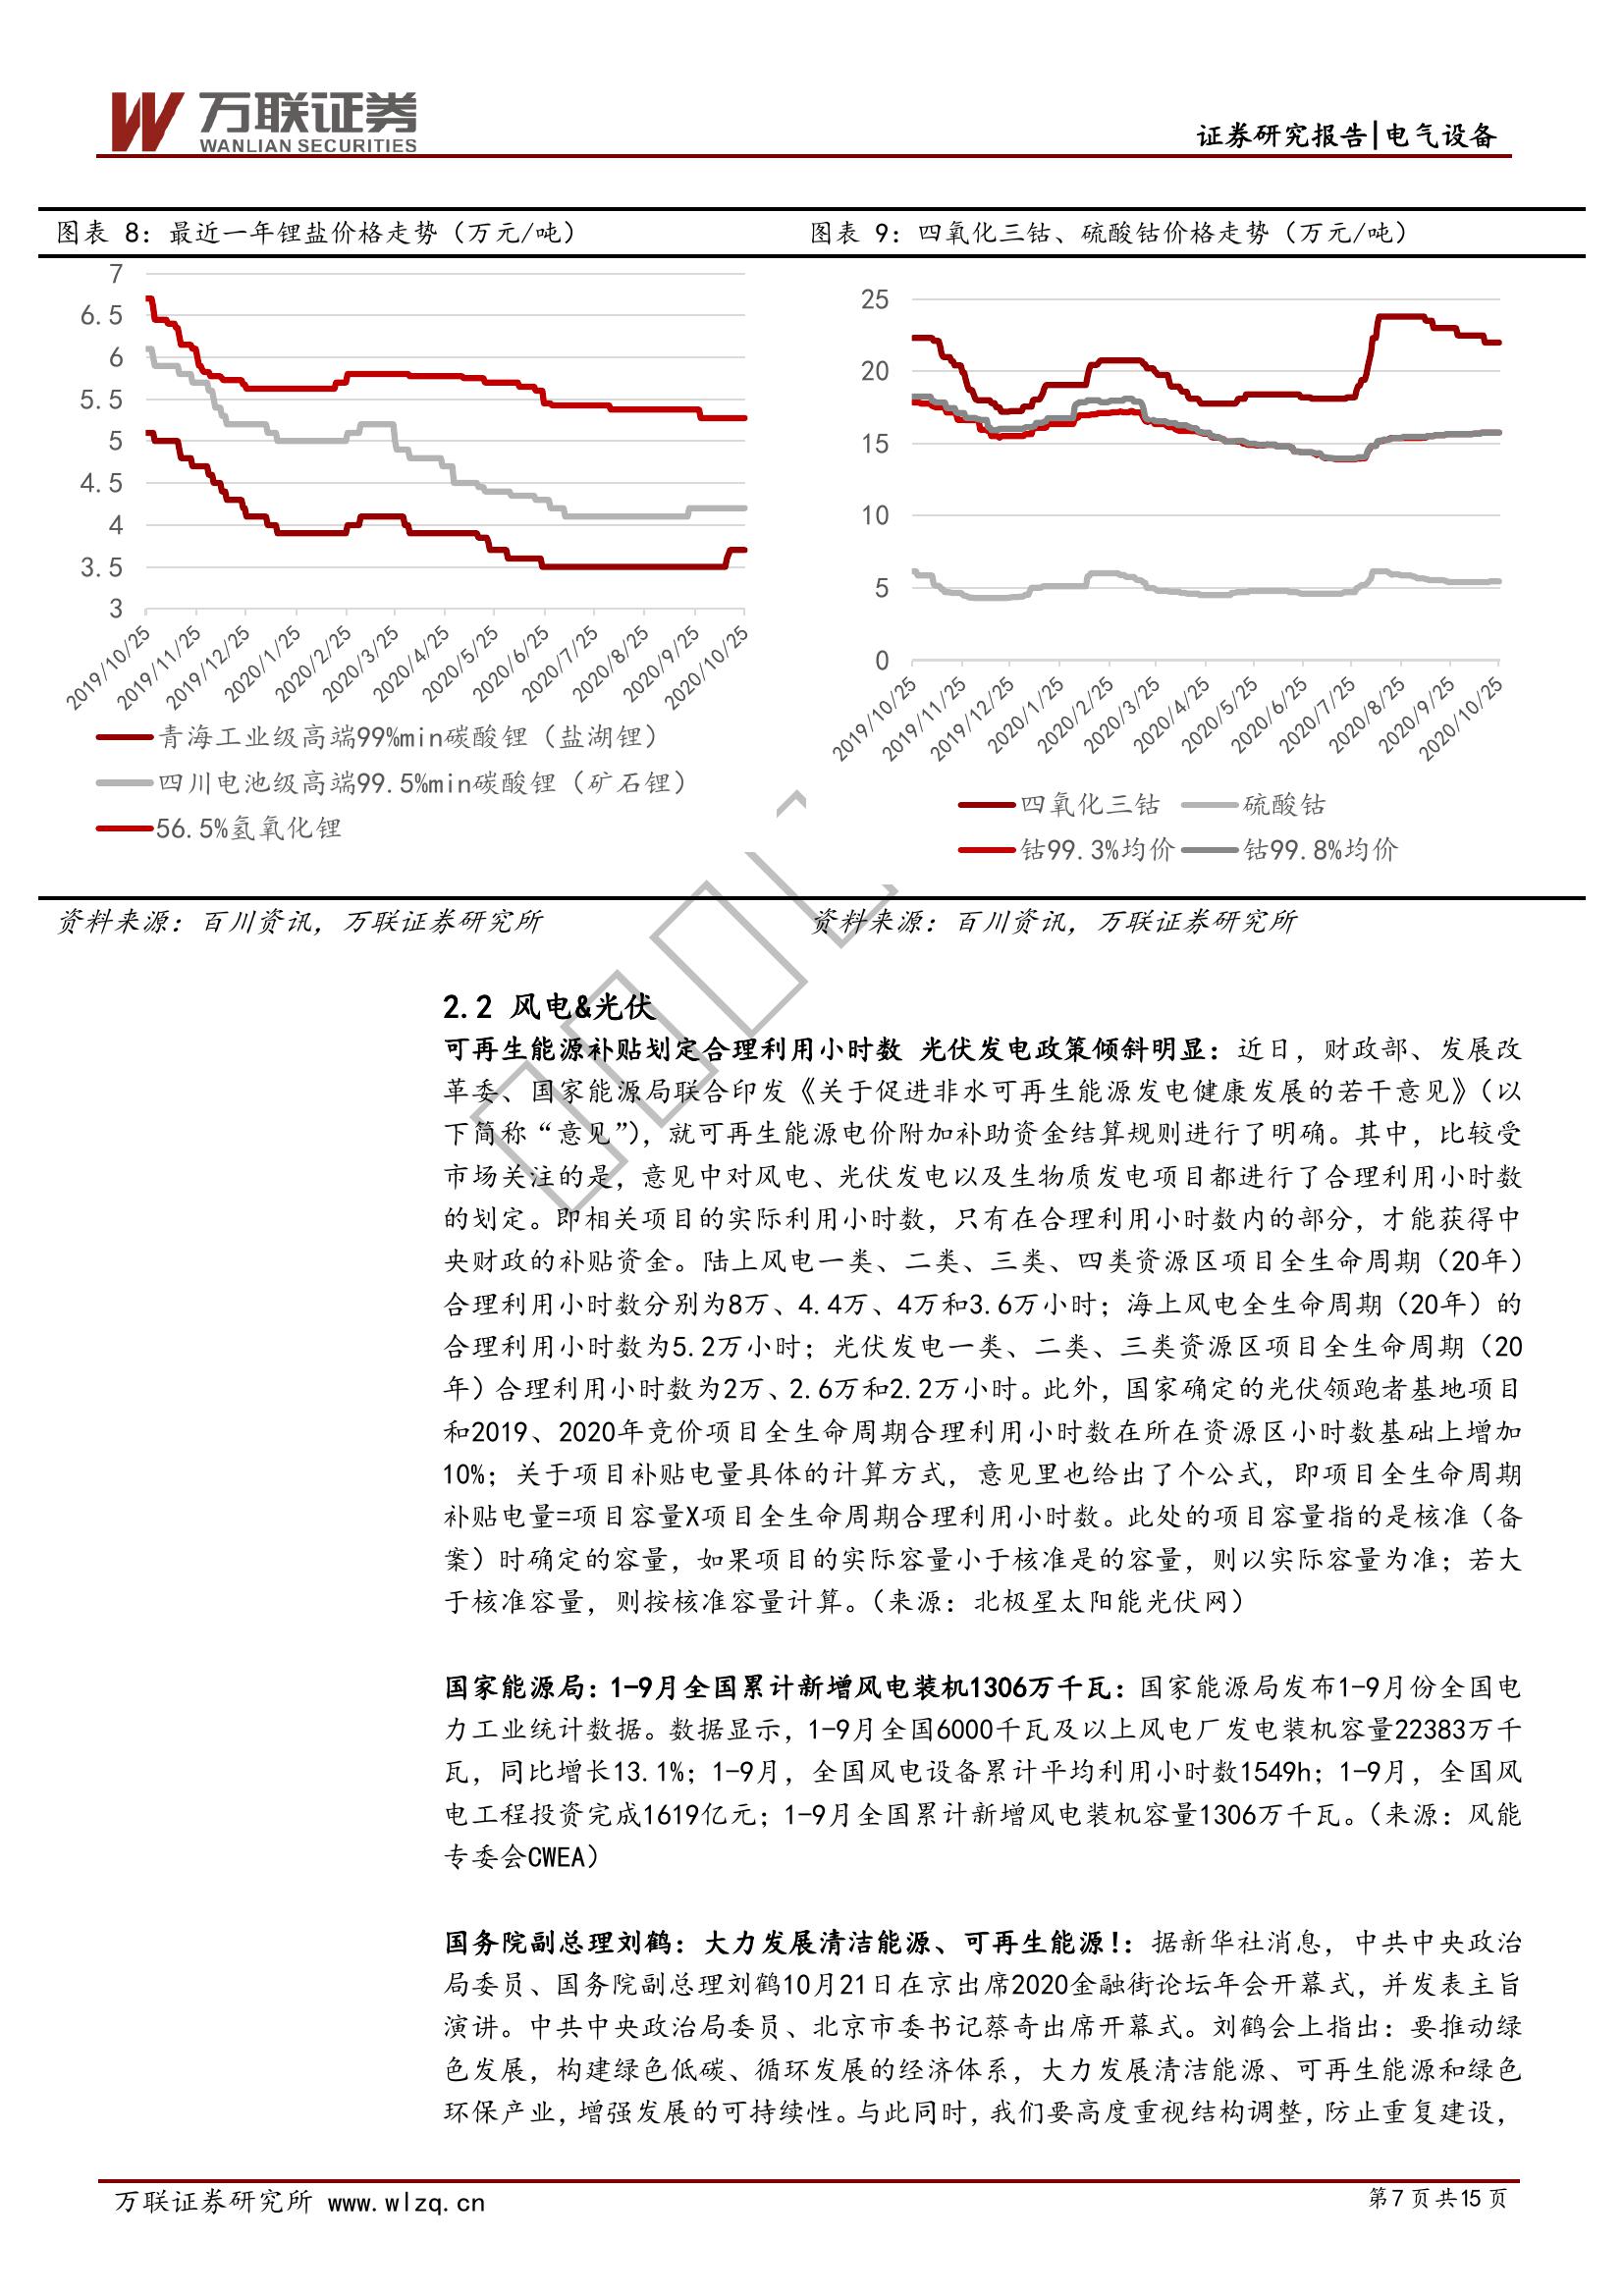 万联证券
WANLIAN SECURITIES
证券研究报告|电气设备
图表 8：最近一年锂盐价格走势（万元/吨）
7
6.5
6
5.5
5
4.5
4
3.5
3
2019/10/25
2019/11/25
2019/12/25
2020/1/25
2020/2/25
2020/3/25
2020/4/25
2020/5/25
2020/6/25
2020/7/25
2020/8/25
2020/9/25
2020/10/25
青海工业级高端99%min碳酸锂（盐湖锂）
四川电池级高端99.5%min碳酸锂（矿石锂）
56.5%氢氧化锂
资料来源：百川资讯，万联证券研究所
图表 9：四氧化三钴、硫酸钴价格走势（万元/吨）
25
20
15
10
5
0
2019/10/25
2019/11/25
2019/12/25
2020/1/25
2020/2/25
2020/3/25
2020/4/25
2020/5/25
2020/6/25
2020/7/25
2020/8/25
2020/9/25
2020/10/25
四氧化三钴 硫酸钴
钴99.3%均价 钴99.8%均价
资料来源：百川资讯，万联证券研究所
2.2 风电&光伏
可再生能源补贴划定合理利用小时数 光伏发电政策倾斜明显：近日，财政部、发展改
革委、国家能源局联合印发《关于促进非水可再生能源发电健康发展的若干意见》（以
下简称“意见”），就可再生能源电价附加补助资金结算规则进行了明确。其中，比较受
市场关注的是，意见中对风电、光伏发电以及生物质发电项目都进行了合理利用小时数
的划定。即相关项目的实际利用小时数，只有在合理利用小时数内的部分，才能获得中
央财政的补贴资金。陆上风电一类、二类、三类、四类资源区项目全生命周期（20年）
合理利用小时数分别为8万、4.4万、4万和3.6万小时；海上风电全生命周期（20年）的
合理利用小时数为5.2万小时；光伏发电一类、二类、三类资源区项目全生命周期（20
年）合理利用小时数为2万、2.6万和2.2万小时。此外，国家确定的光伏领跑者基地项目
和2019、2020年竞价项目全生命周期合理利用小时数在所在资源区小时数基础上增加
10%；关于项目补贴电量具体的计算方式，意见里也给出了个公式，即项目全生命周期
补贴电量=项目容量X项目全生命周期合理利用小时数。此处的项目容量指的是核准（备
案）时确定的容量，如果项目的实际容量小于核准是的容量，则以实际容量为准；若大
于核准容量，则按核准容量计算。（来源：北极星太阳能光伏网）
国家能源局：1-9月全国累计新增风电装机1306万千瓦：国家能源局发布1-9月份全国电
力工业统计数据。数据显示，1-9月全国6000千瓦及以上风电厂发电装机容量22383万千
瓦，同比增长13.1%；1-9月，全国风电设备累计平均利用小时数1549h；1-9月，全国风
电工程投资完成1619亿元；1-9月全国累计新增风电装机容量1306万千瓦。（来源：风能
专委会CWEA）
国务院副总理刘鹤：大力发展清洁能源、可再生能源!：据新华社消息，中共中央政治
局委员、国务院副总理刘鹤10月21日在京出席2020金融街论坛年会开幕式，并发表主旨
演讲。中共中央政治局委员、北京市委书记蔡奇出席开幕式。刘鹤会上指出：要推动绿
色发展，构建绿色低碳、循环发展的经济体系，大力发展清洁能源、可再生能源和绿色
环保产业，增强发展的可持续性。与此同时，我们要高度重视结构调整，防止重复建设，
万联证券研究所 www.wlzq.cn
第7页共15页